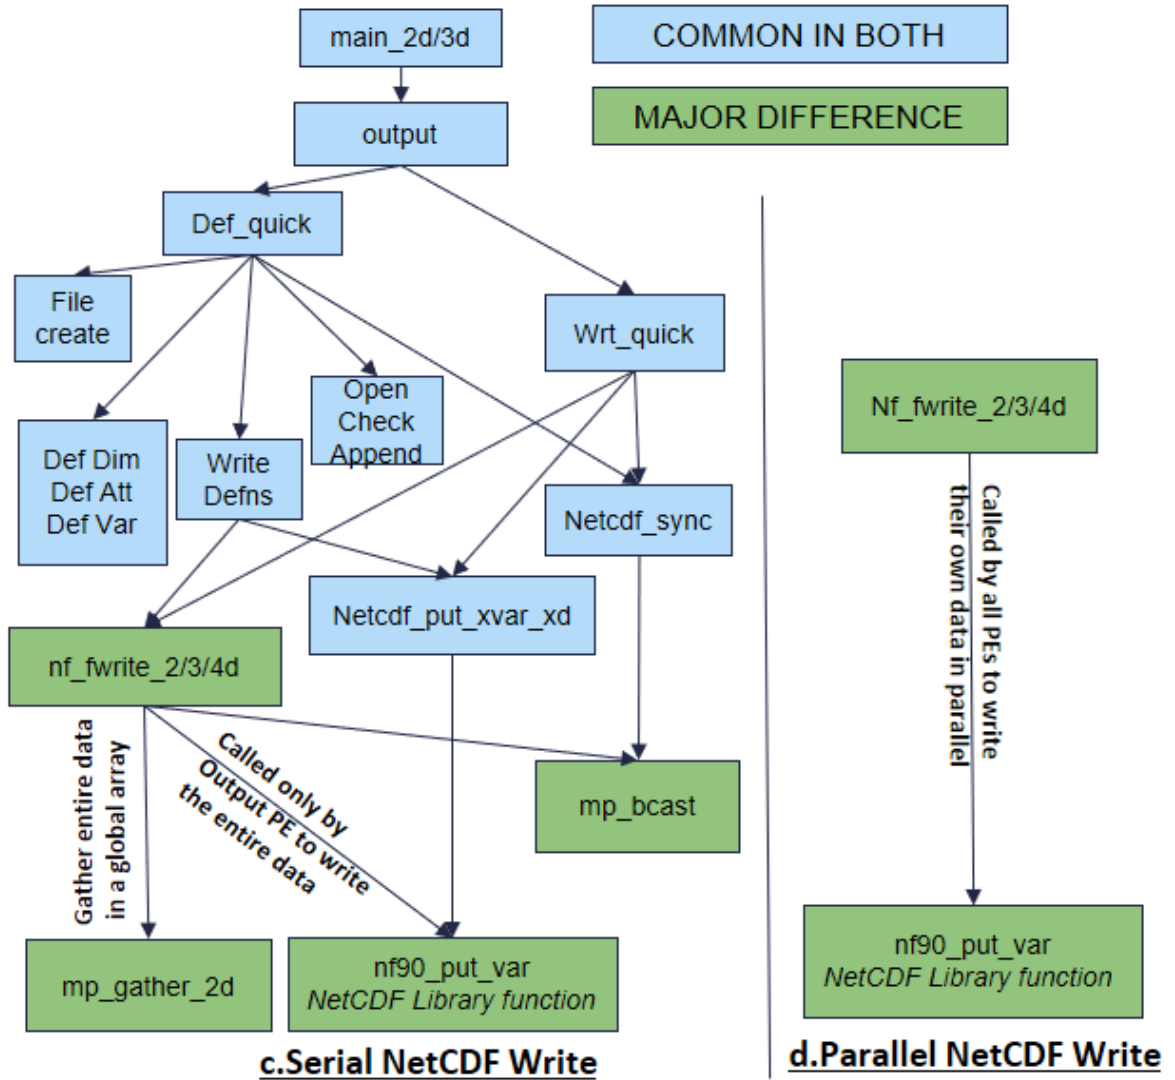 main_2d/3d
COMMON IN BOTH
MAJOR DIFFERENCE
output
Def_quick
File
create
Wrt_quick
Open
Check
Append
Nf_fwrite_2/3/4d
Def Dim
Def Att
Def Var
Write
Defns
Netcdf_sync
Called by all PEs to write
their own data in parallel
Netcdf_put_xvar_xd
nf_fwrite_2/3/4d
Gather entire data
in a global array
Called only by
Output PE to write
the entire data
mp_bcast
mp_gather_2d
nf90_put_var
NetCDF Library function
nf90_put_var
NetCDF Library function
c.Serial NetCDF Write
d.Parallel NetCDF Write